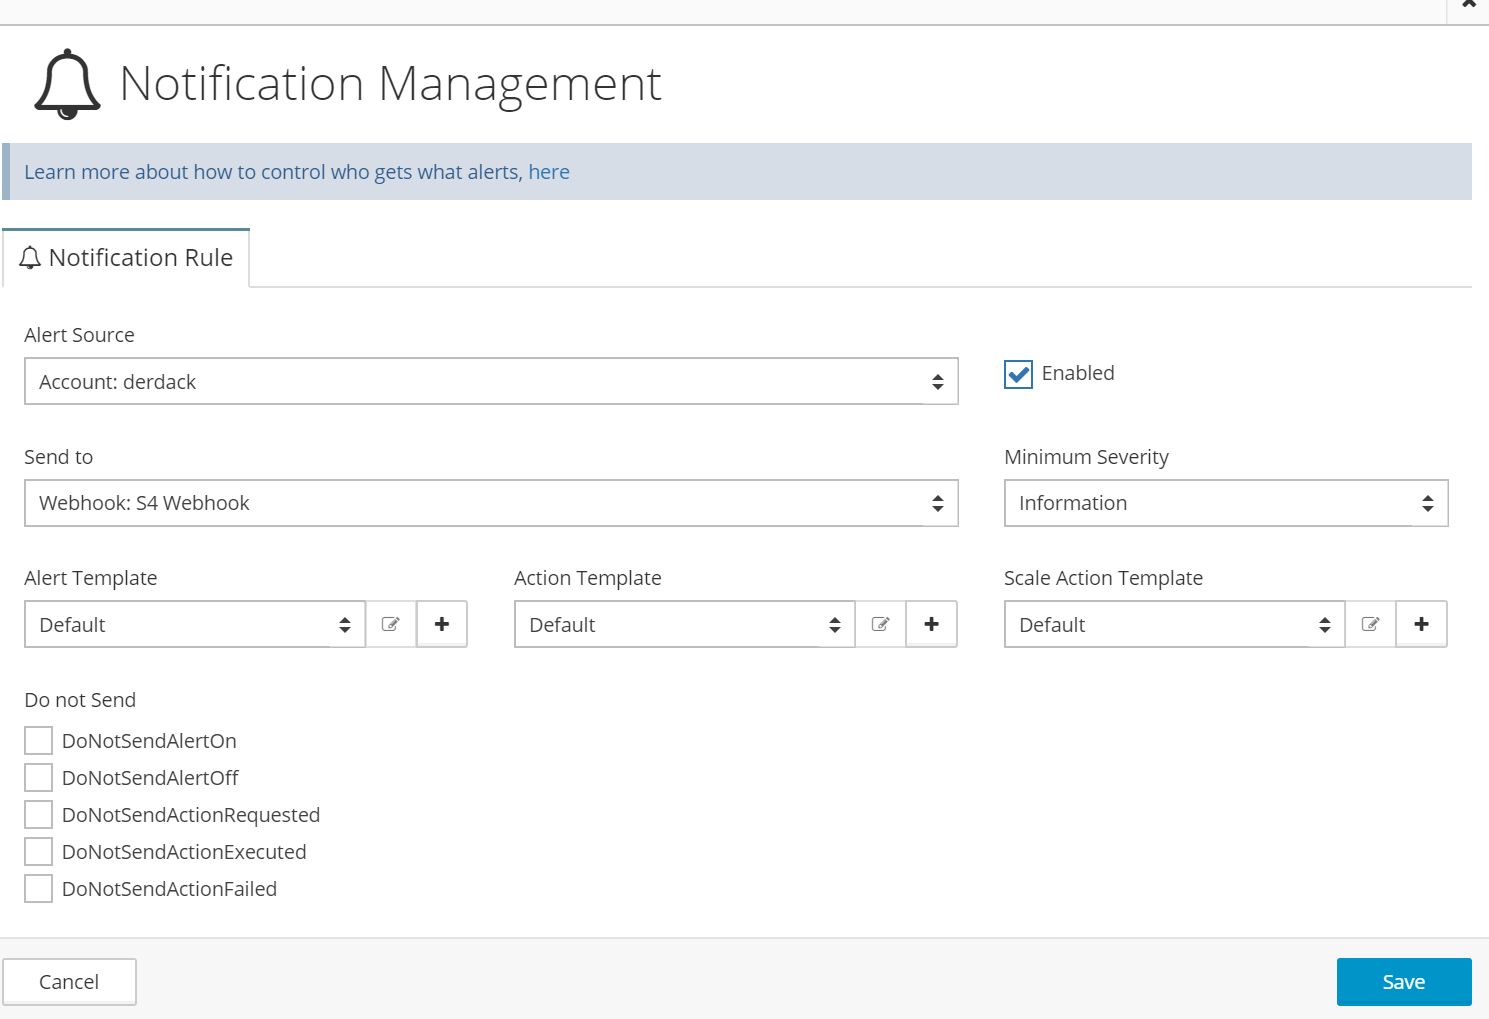 Notification Management
Learn more about how to control who gets what alerts, here
Notification Rule
Alert Source
Account: derdack
Enabled
Send to
Minimum Severity
Webhook: S4 Webhook
Information
Alert Template
Action Template
Scale Action Template
Default
Default
Default
Do not Send
DoNotSendAlertOn
DoNotSendAlertOff
DoNotSendActionRequested
DoNotSendActionExecuted
DoNotSendActionFailed
Cancel
Save